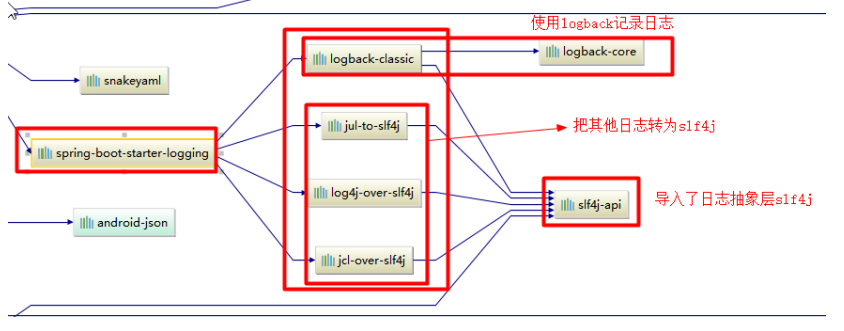 使用logback记录日志
logback-classic
logback-core
snakeyaml
jul-to-slf4j
把其他日志转为slf4j
spring-boot-starter-logging
log4j-over-slf4j
slf4j-api
导入了日志抽象层slf4j
android-json
jcl-over-slf4j